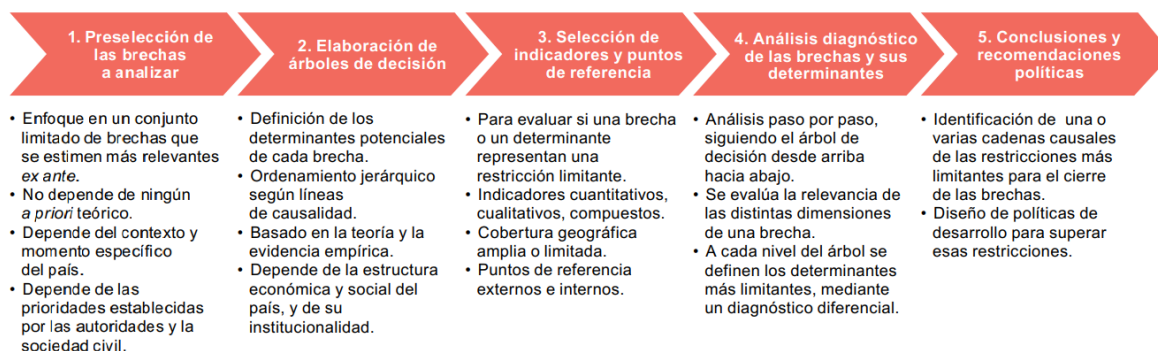 1. Preselección de
las brechas
a analizar
• Enfoque en un conjunto
limitado de brechas que
se estimen más relevantes
ex ante.
• No depende de ningún
a priori teórico.
• Depende del contexto y
momento específico
del país.
• Depende de las
prioridades establecidas
por las autoridades y la
sociedad civil.
2. Elaboración de
árboles de decisión
• Definición de los
determinantes potenciales
de cada brecha.
• Ordenamiento jerárquico
según líneas
de causalidad.
• Basado en la teoría y la
evidencia empírica.
• Depende de la estructura
económica y social del
país, y de su
institucionalidad.
3. Selección de
indicadores y puntos
de referencia
• Para evaluar si una brecha
o un determinante
representan una
restricción limitante.
• Indicadores cuantitativos,
cualitativos, compuestos.
• Cobertura geográfica
amplia o limitada.
• Puntos de referencia
externos e internos.
4. Análisis diagnóstico
de las brechas y sus
determinantes
• Análisis paso por paso,
siguiendo el árbol de
decisión desde arriba
hacia abajo.
• Se evalúa la relevancia de
las distintas dimensiones
de una brecha.
• A cada nivel del árbol se
definen los determinantes
más limitantes, mediante
un diagnóstico diferencial.
5. Conclusiones y
recomendaciones
políticas
• Identificación de una o
varias cadenas causales
de las restricciones más
limitantes para el cierre
de las brechas.
• Diseño de políticas de
desarrollo para superar
esas restricciones.